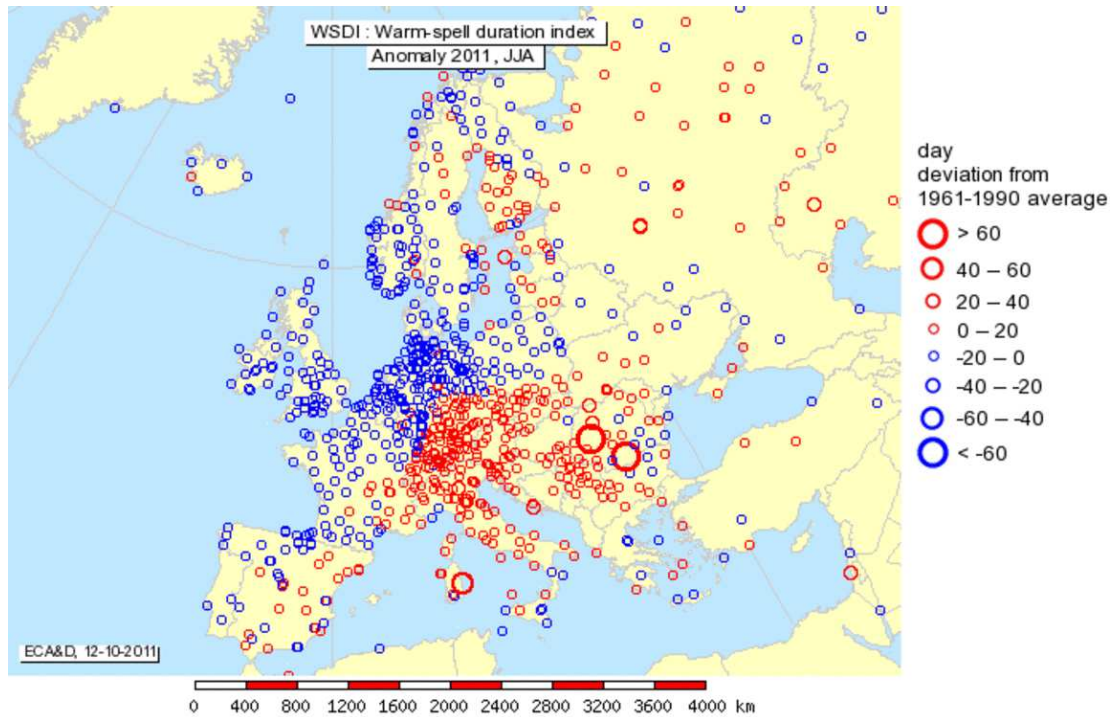 WSDI : Warm-spell duration index
Anomaly 2011 , JJA
day
deviation from
1961-1990 average
> 60
40 – 60
20 – 40
0 – 20
-20 – 0
-40 – -20
-60 – -40
< -60
ECA&D, 12-10-2011
0 400 800 1200 1600 2000 2400 2800 3200 3600 4000 km